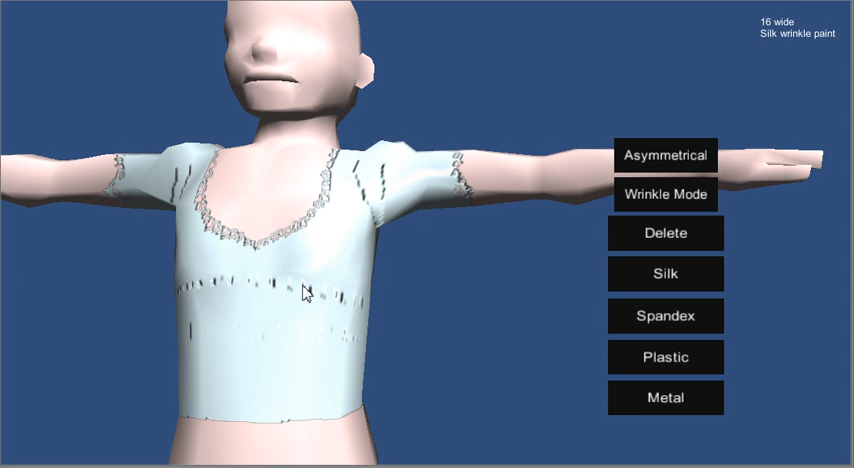 16 wide
Silk wrinkle paint
Asymmetrical
Wrinkle Mode
Delete
Silk
Spandex
Plastic
Metal